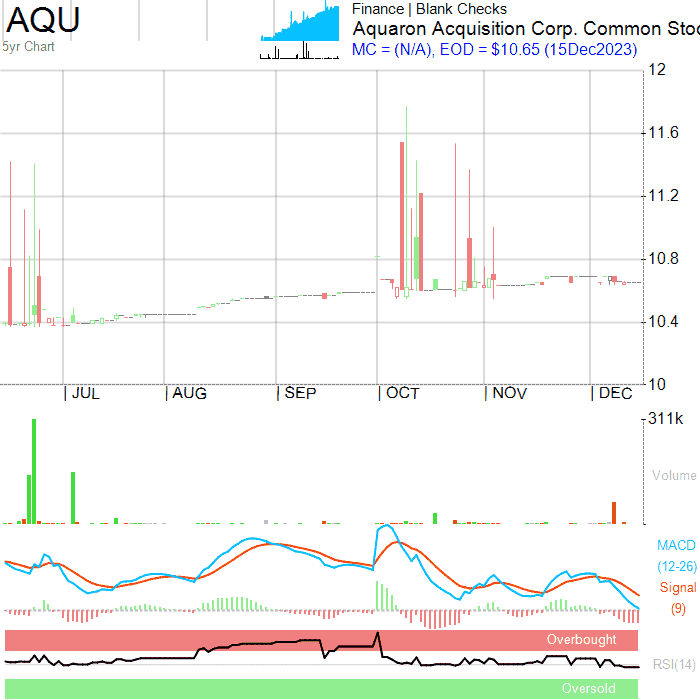 AQU
5yr Chart
Finance | Blank Checks
Aquaron Acquisition Corp. Common Stoc
MC = (N/A), EOD = $10.65 (15Dec2023)
12
11.6
11.2
10.8
10.4
10
JUL AUG SEP OCT NOV DEC
311k
Volume
MACD
(12-26)
Signal
(9)
Overbought
RSI(14)
Oversold